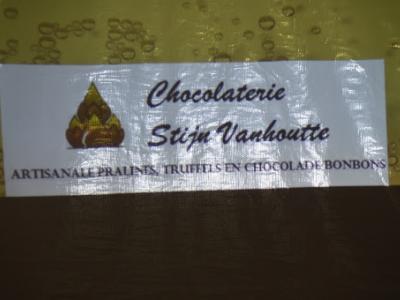 Chocolaterie
Stijn Vanhoutte
ARTISANALE PRALINES, TRUFFELS EN CHOCOLADE BONBONS